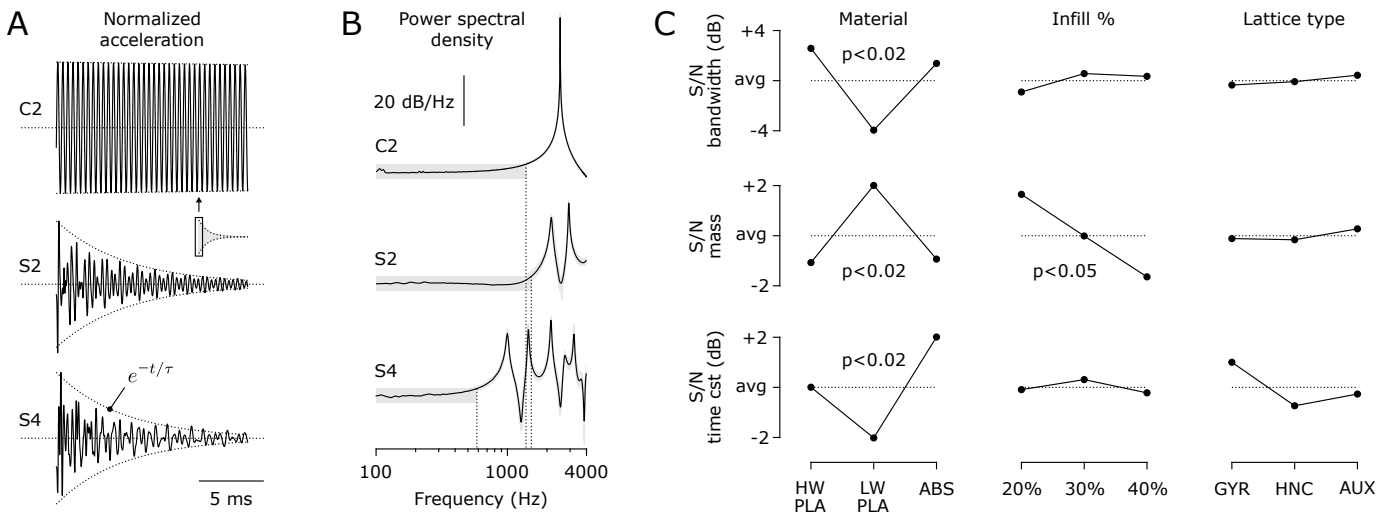 A
Normalized
acceleration
C2
S2
e^{-t/τ}
S4
5 ms
B
Power spectral
density
20 dB/Hz
C2
S2
S4
100
1000
4000
Frequency (Hz)
C
Material
Infill %
Lattice type
S/N
bandwidth (dB)
+4
avg
-4
p<0.02
S/N
mass
+2
avg
-2
p<0.02
p<0.05
S/N
time cst (dB)
+2
avg
-2
p<0.02
HW
PLA
LW
PLA
ABS
20%
30%
40%
GYR
HNC
AUX